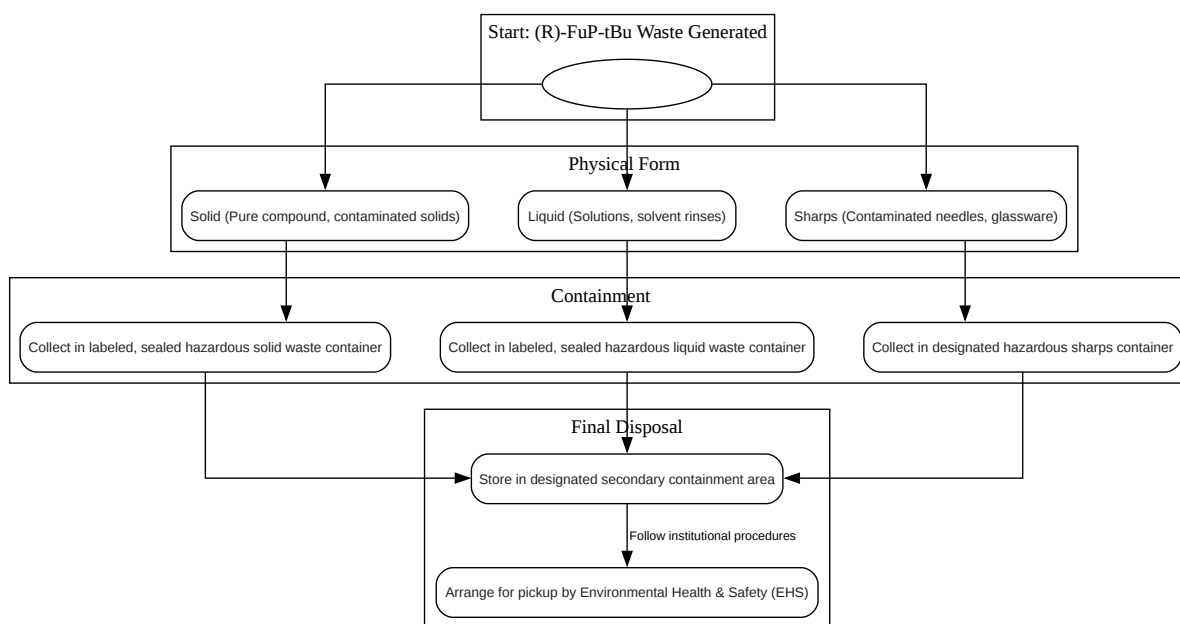 Start: (R)-FuP-tBu Waste Generated
Physical Form
Solid (Pure compound, contaminated solids)
Liquid (Solutions, solvent rinses)
Sharps (Contaminated needles, glassware)
Containment
Collect in labeled, sealed hazardous solid waste container
Collect in labeled, sealed hazardous liquid waste container
Collect in designated hazardous sharps container
Final Disposal
Store in designated secondary containment area
Follow institutional procedures
Arrange for pickup by Environmental Health & Safety (EHS)